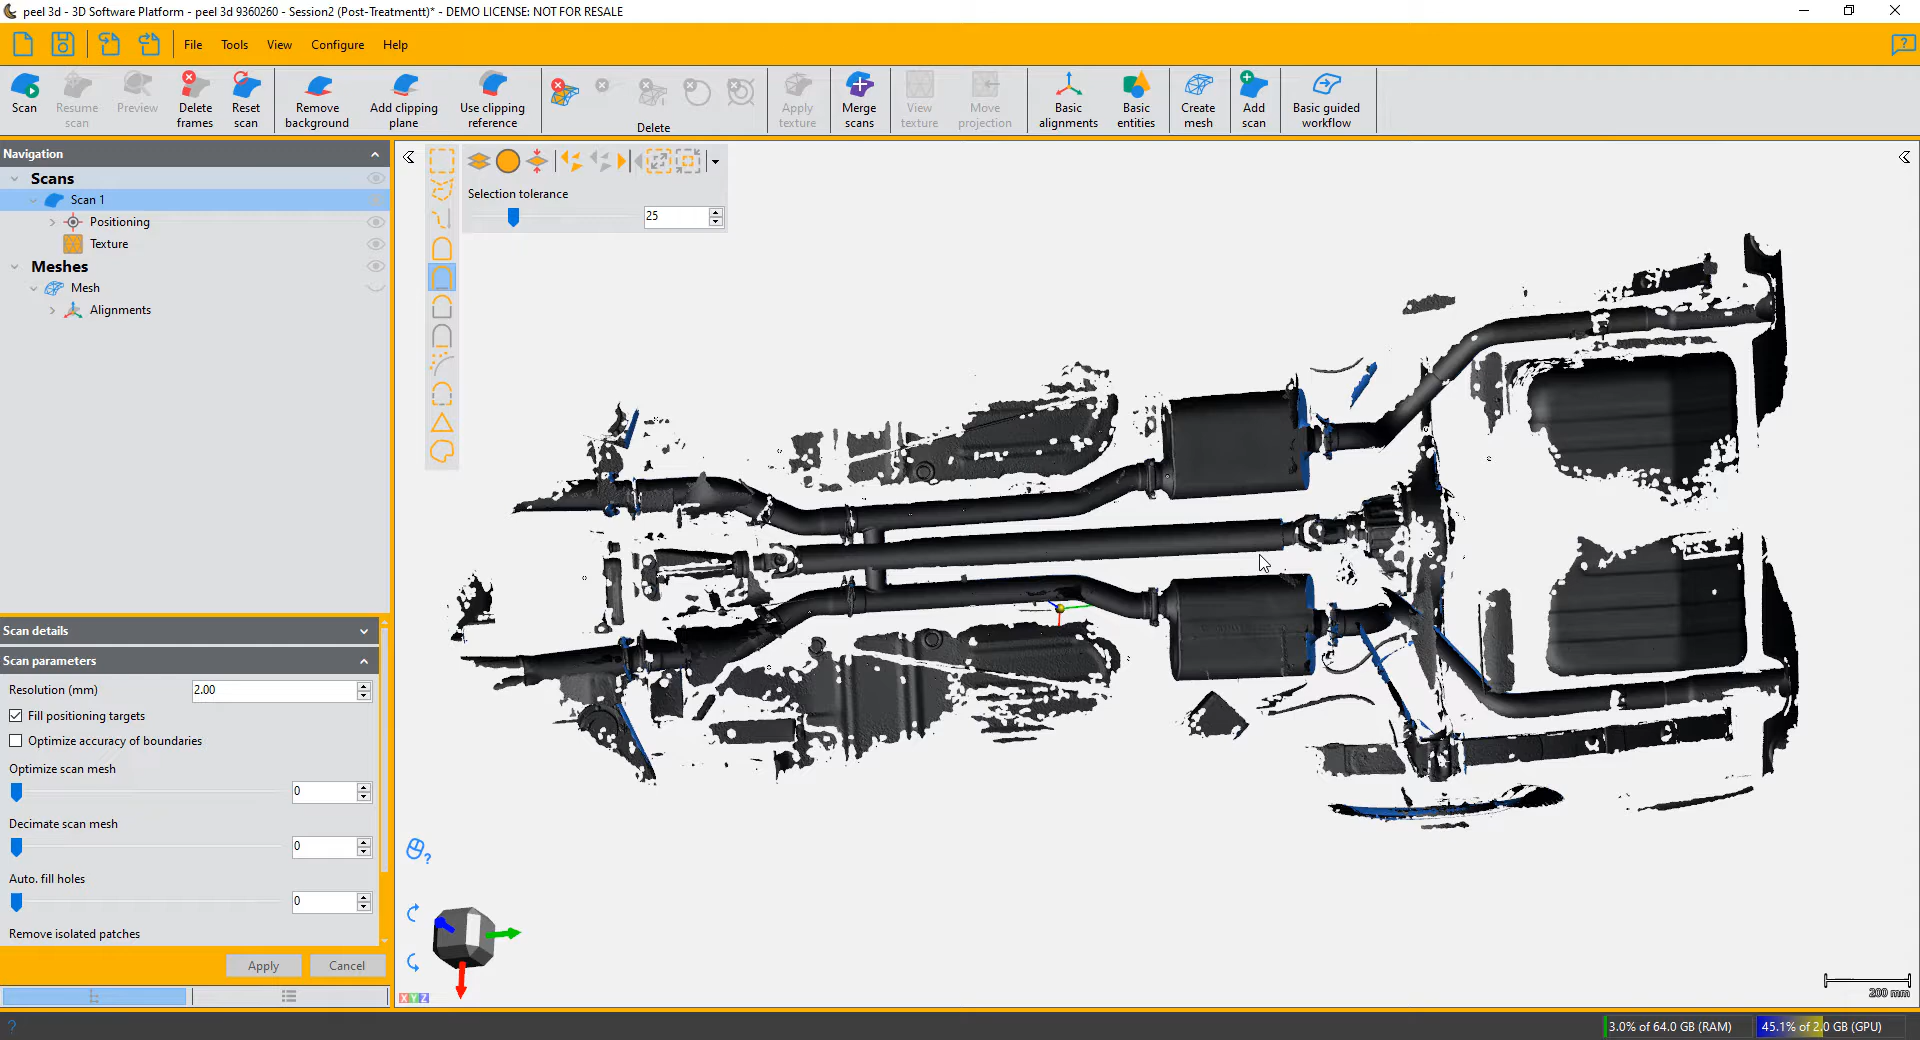 peel 3d - 3D Software Platform - peel 3d 9360260 - Session2 (Post-Treatmentt)* - DEMO LICENSE: NOT FOR RESALE
File Tools View Configure Help
Scan
Resume scan
Preview
Delete frames
Reset scan
Remove background
Add clipping plane
Use clipping reference
Delete
Apply texture
Merge scans
View texture
Move projection
Basic alignments
Basic entities
Create mesh
Add scan
Basic guided workflow
Navigation
Scans
Scan 1
Positioning
Texture
Meshes
Mesh
Alignments
Selection tolerance
25
Scan details
Scan parameters
Resolution (mm) 2.00
Fill positioning targets
Optimize accuracy of boundaries
Optimize scan mesh
0
Decimate scan mesh
0
Auto. fill holes
0
Remove isolated patches
Apply Cancel
XYZ
200 mm
3.0% of 64.0 GB (RAM) 45.1% of 2.0 GB (GPU)